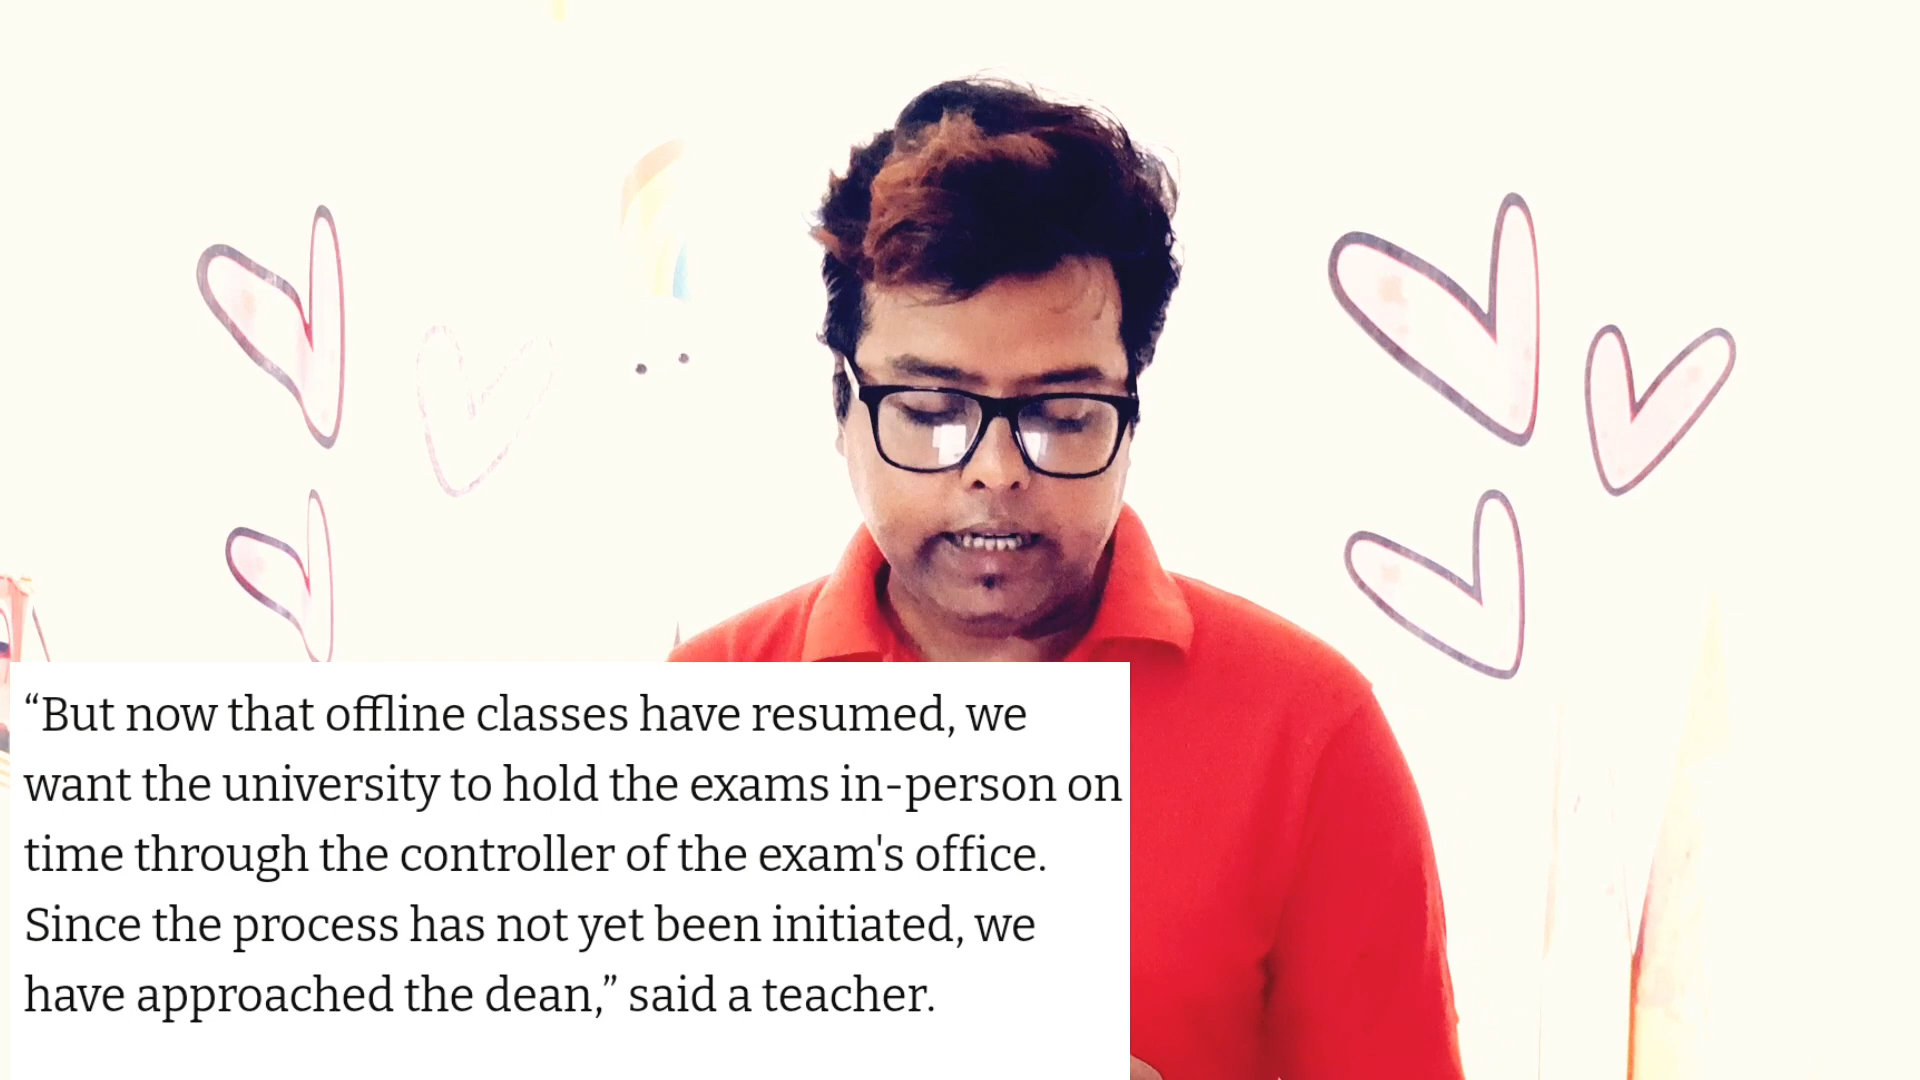 “But now that offline classes have resumed, we
want the university to hold the exams in-person on
time through the controller of the exam's office.
Since the process has not yet been initiated, we
have approached the dean,” said a teacher.